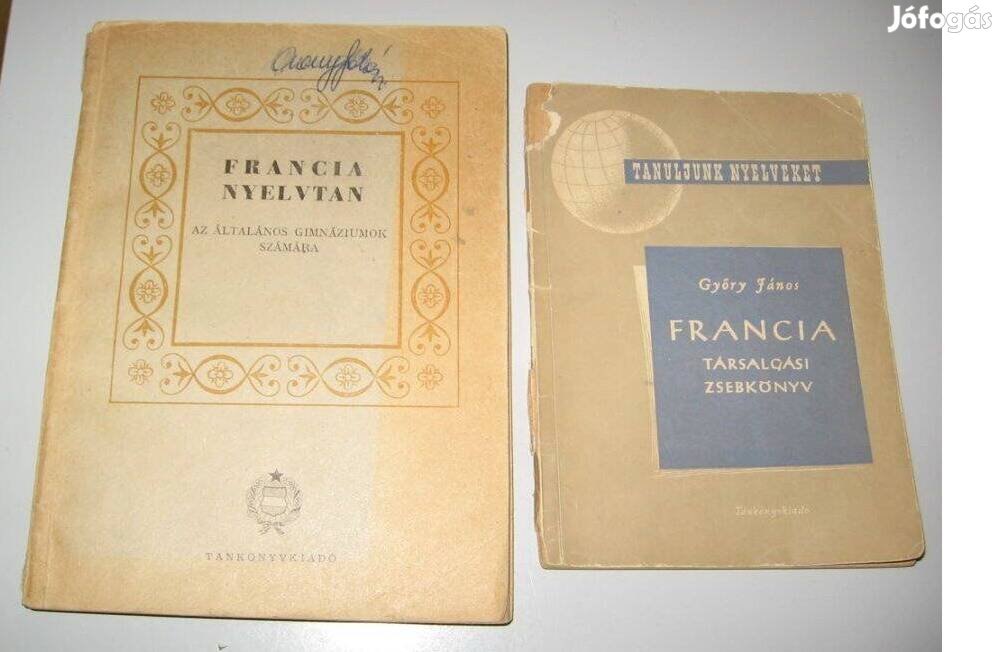 Jófogás
FRANCIA
NYELVTAN
AZ ÁLTALÁNOS GIMNÁZIUMOK
SZÁMÁRA
TANKÖNYVKIADÓ
TANULJUNK NYELVEKET
Győry János
FRANCIA
TÁRSALGÁSI
ZSEBKÖNYV
Tankönyvkiadó